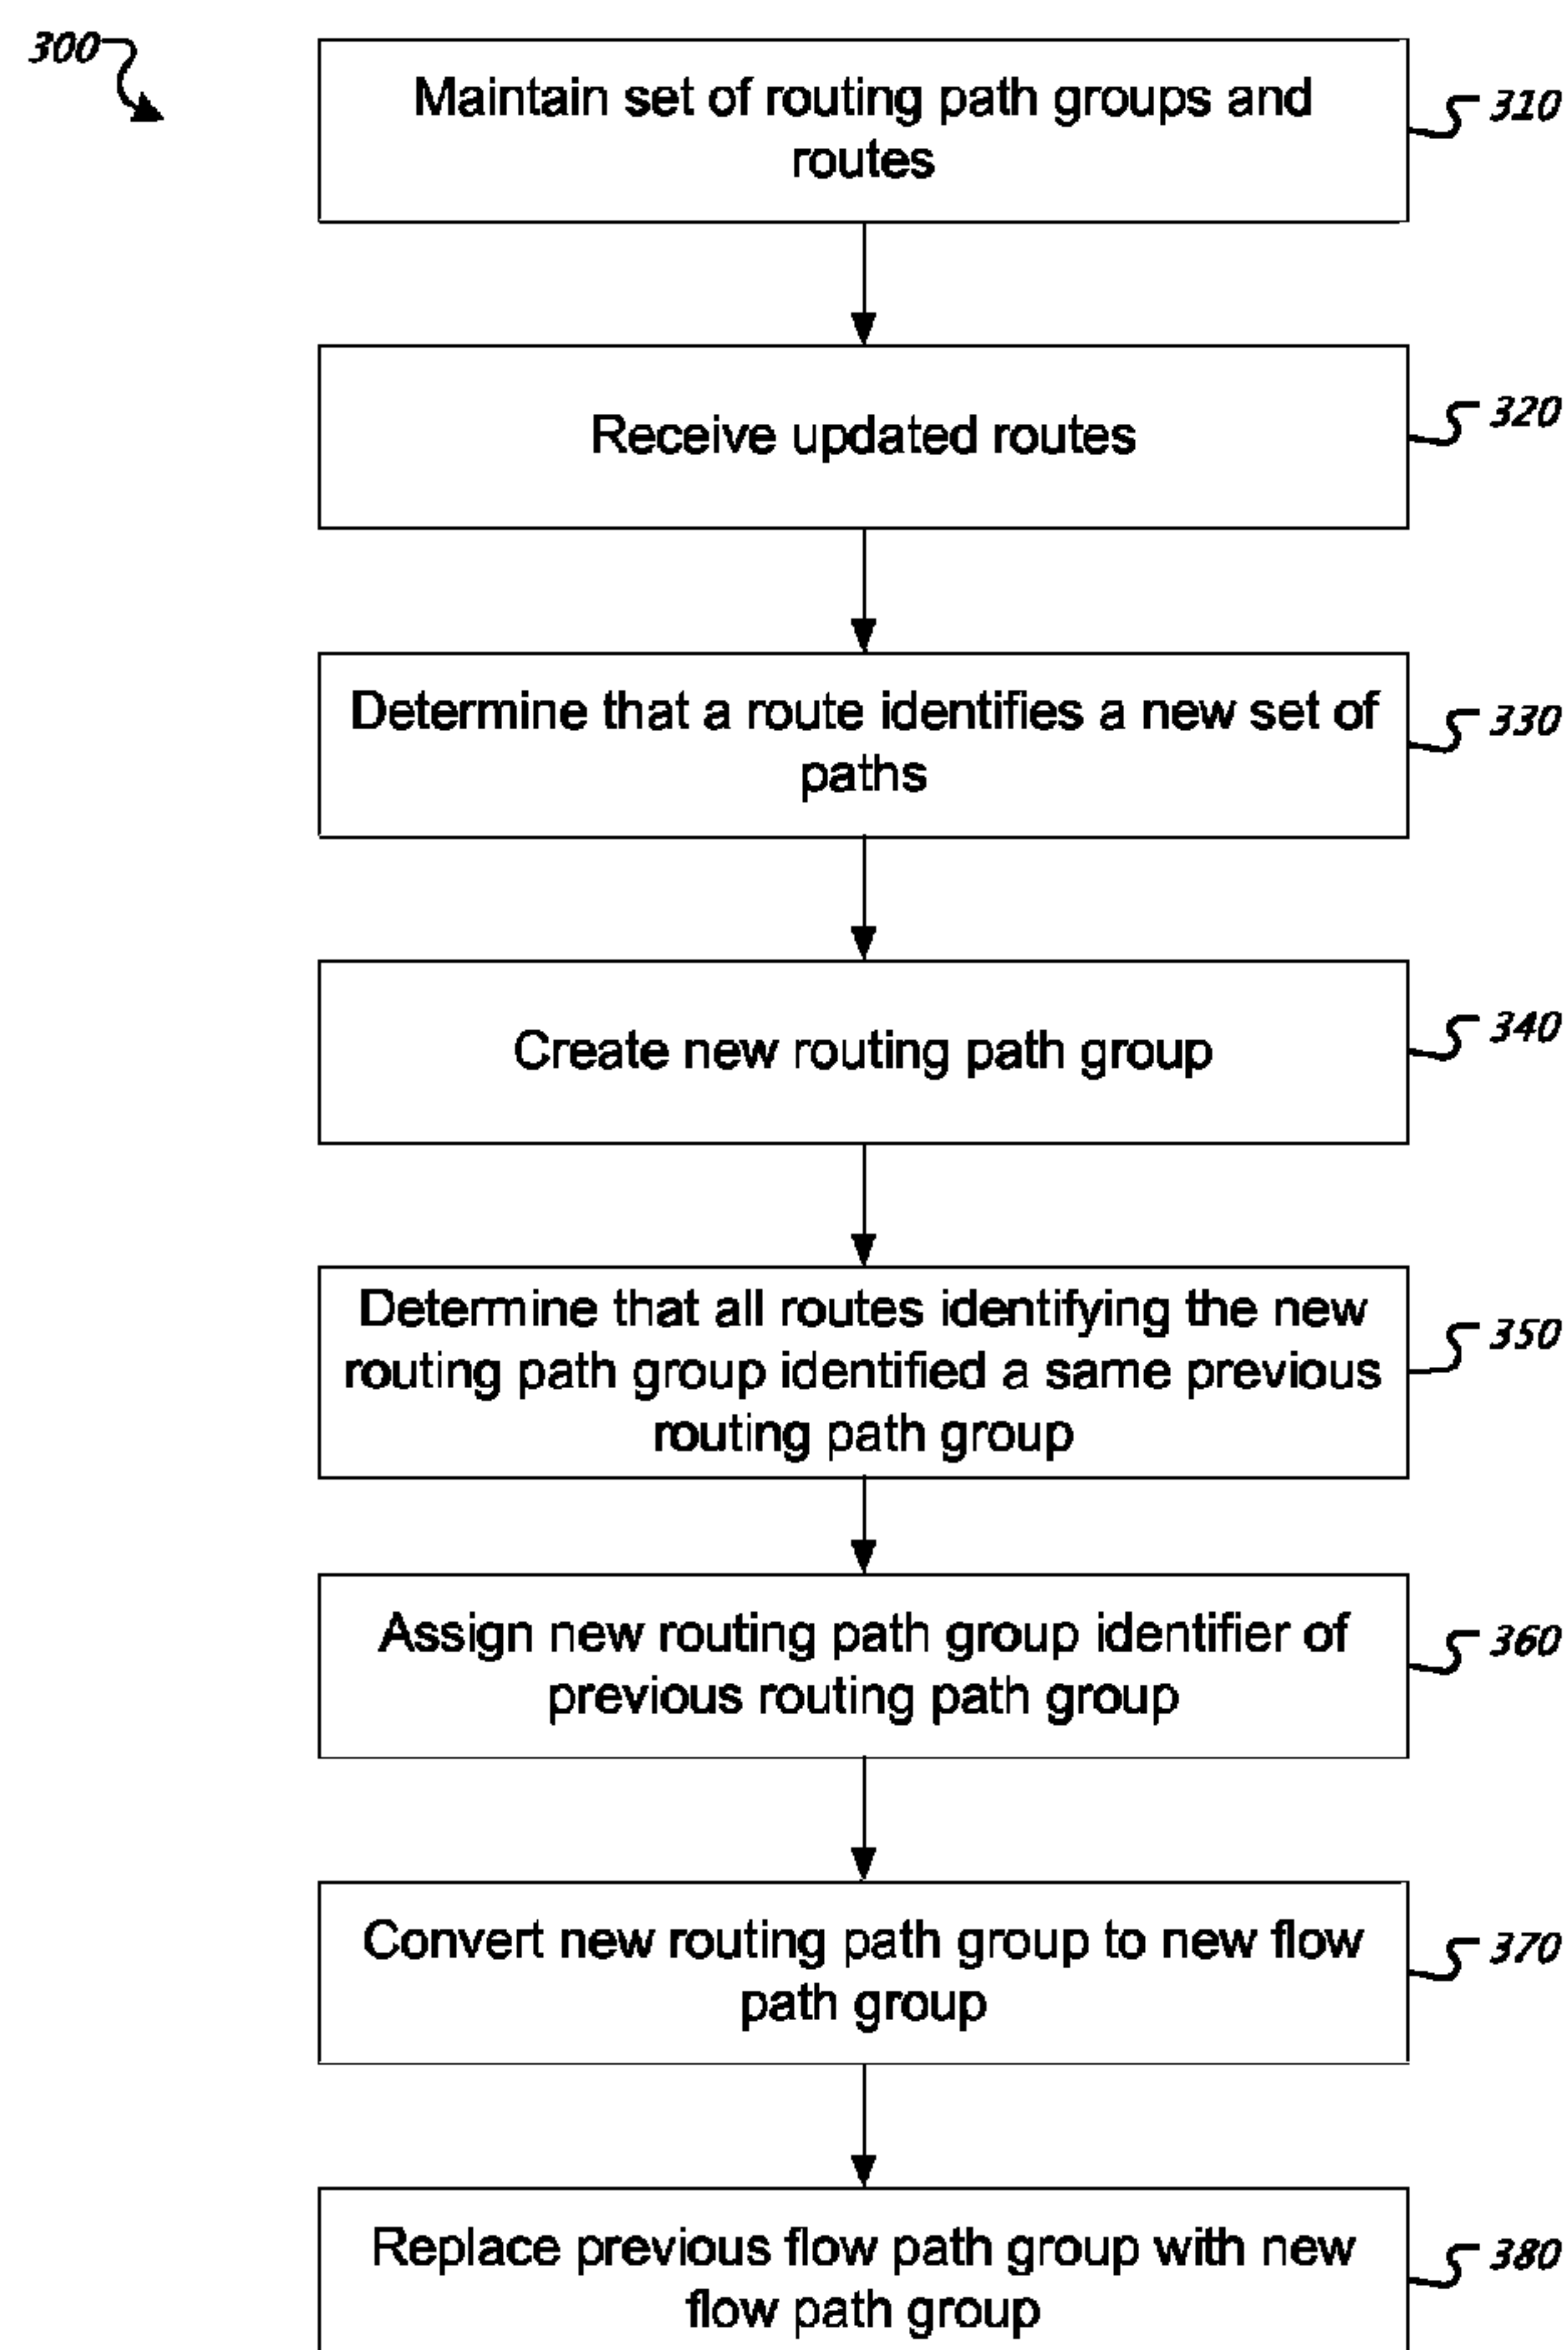 300
Maintain set of routing path groups and
routes
310
Receive updated routes
320
Determine that a route identifies a new set of
paths
330
Create new routing path group
340
Determine that all routes identifying the new
routing path group identified a same previous
routing path group
350
Assign new routing path group identifier of
previous routing path group
360
Convert new routing path group to new flow
path group
370
Replace previous flow path group with new
flow path group
380